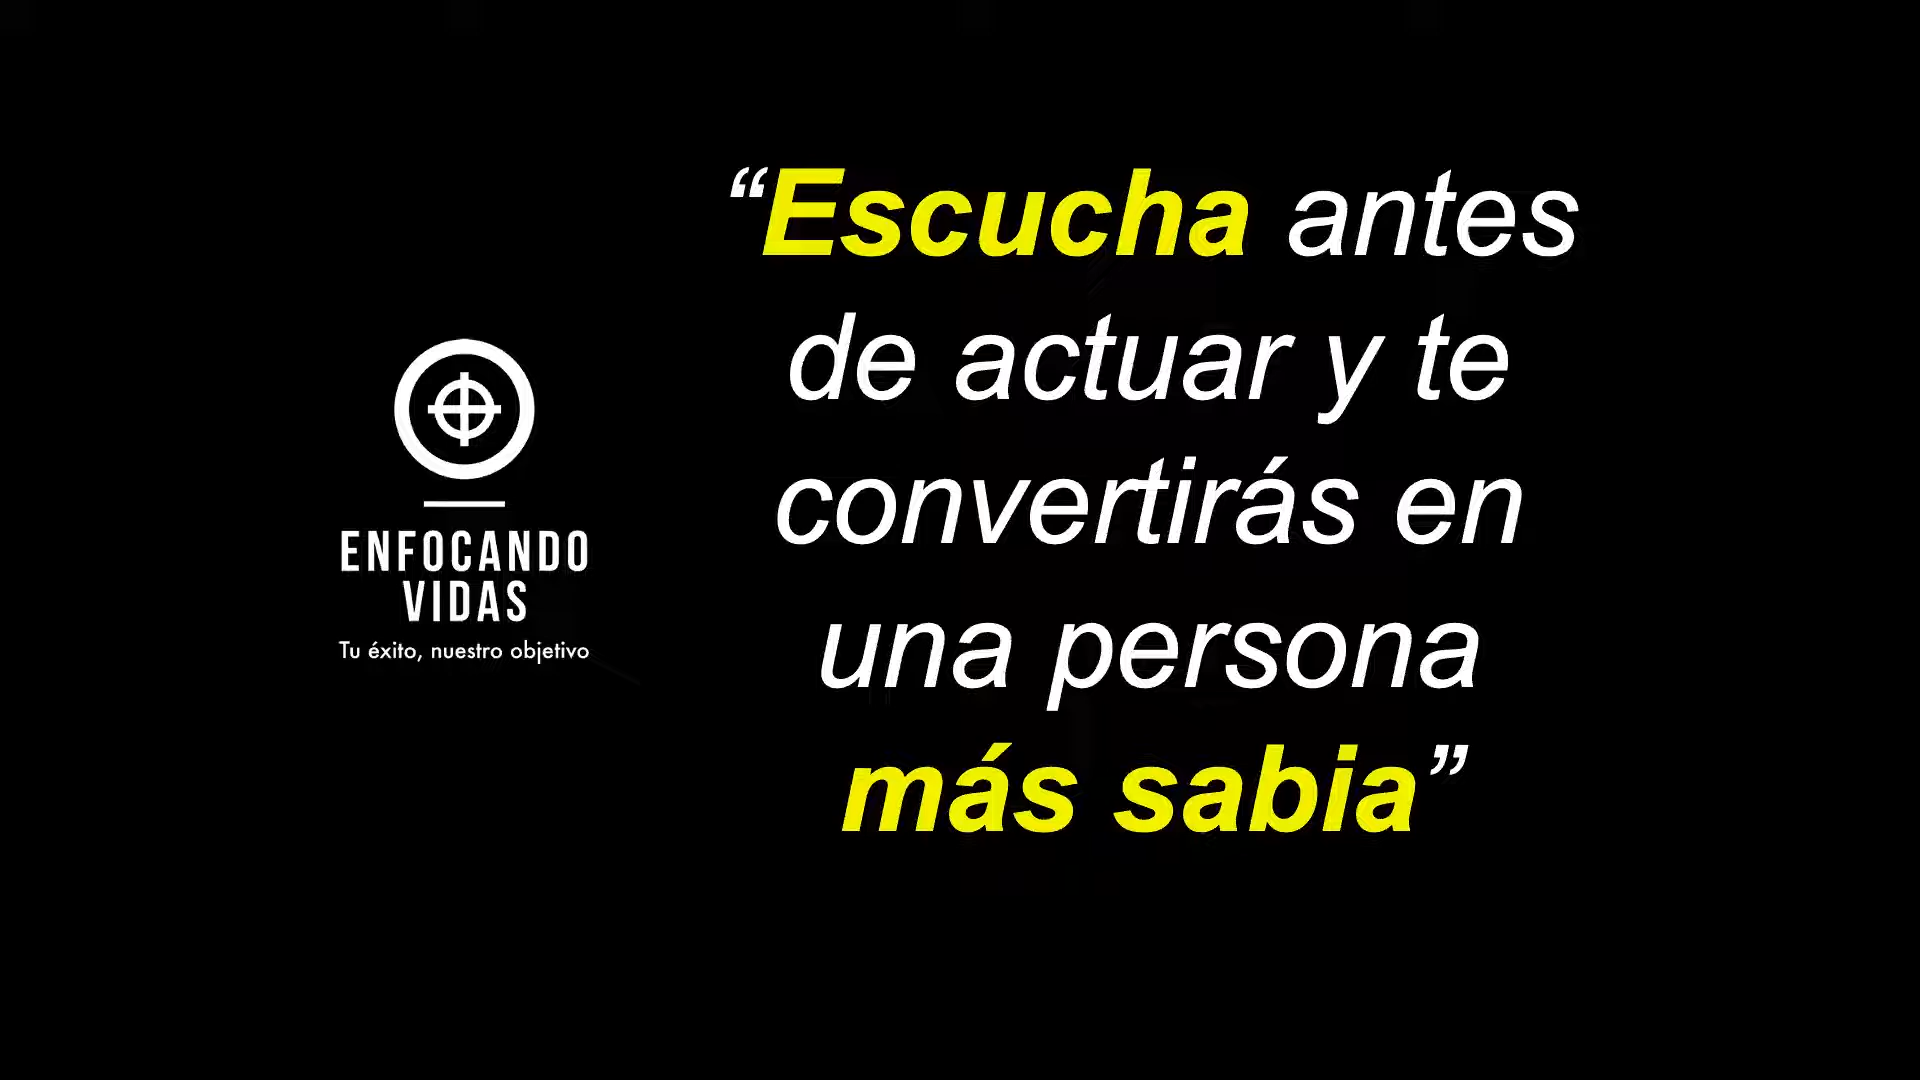 ENFOCANDO
VIDAS
Tu éxito, nuestro objetivo
“Escucha antes
de actuar y te
convertirás en
una persona
más sabia”